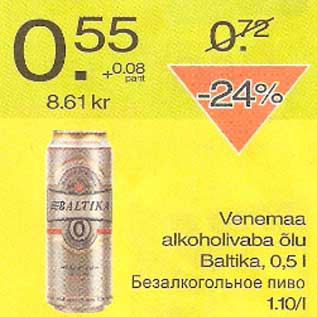 0.55
0.72
+0.08
pant
8.61 kr
-24%
BALTIKA
0
Venemaa
alkoholivaba õlu
Baltika, 0,5 l
Безалкогольное пиво
1.10/l